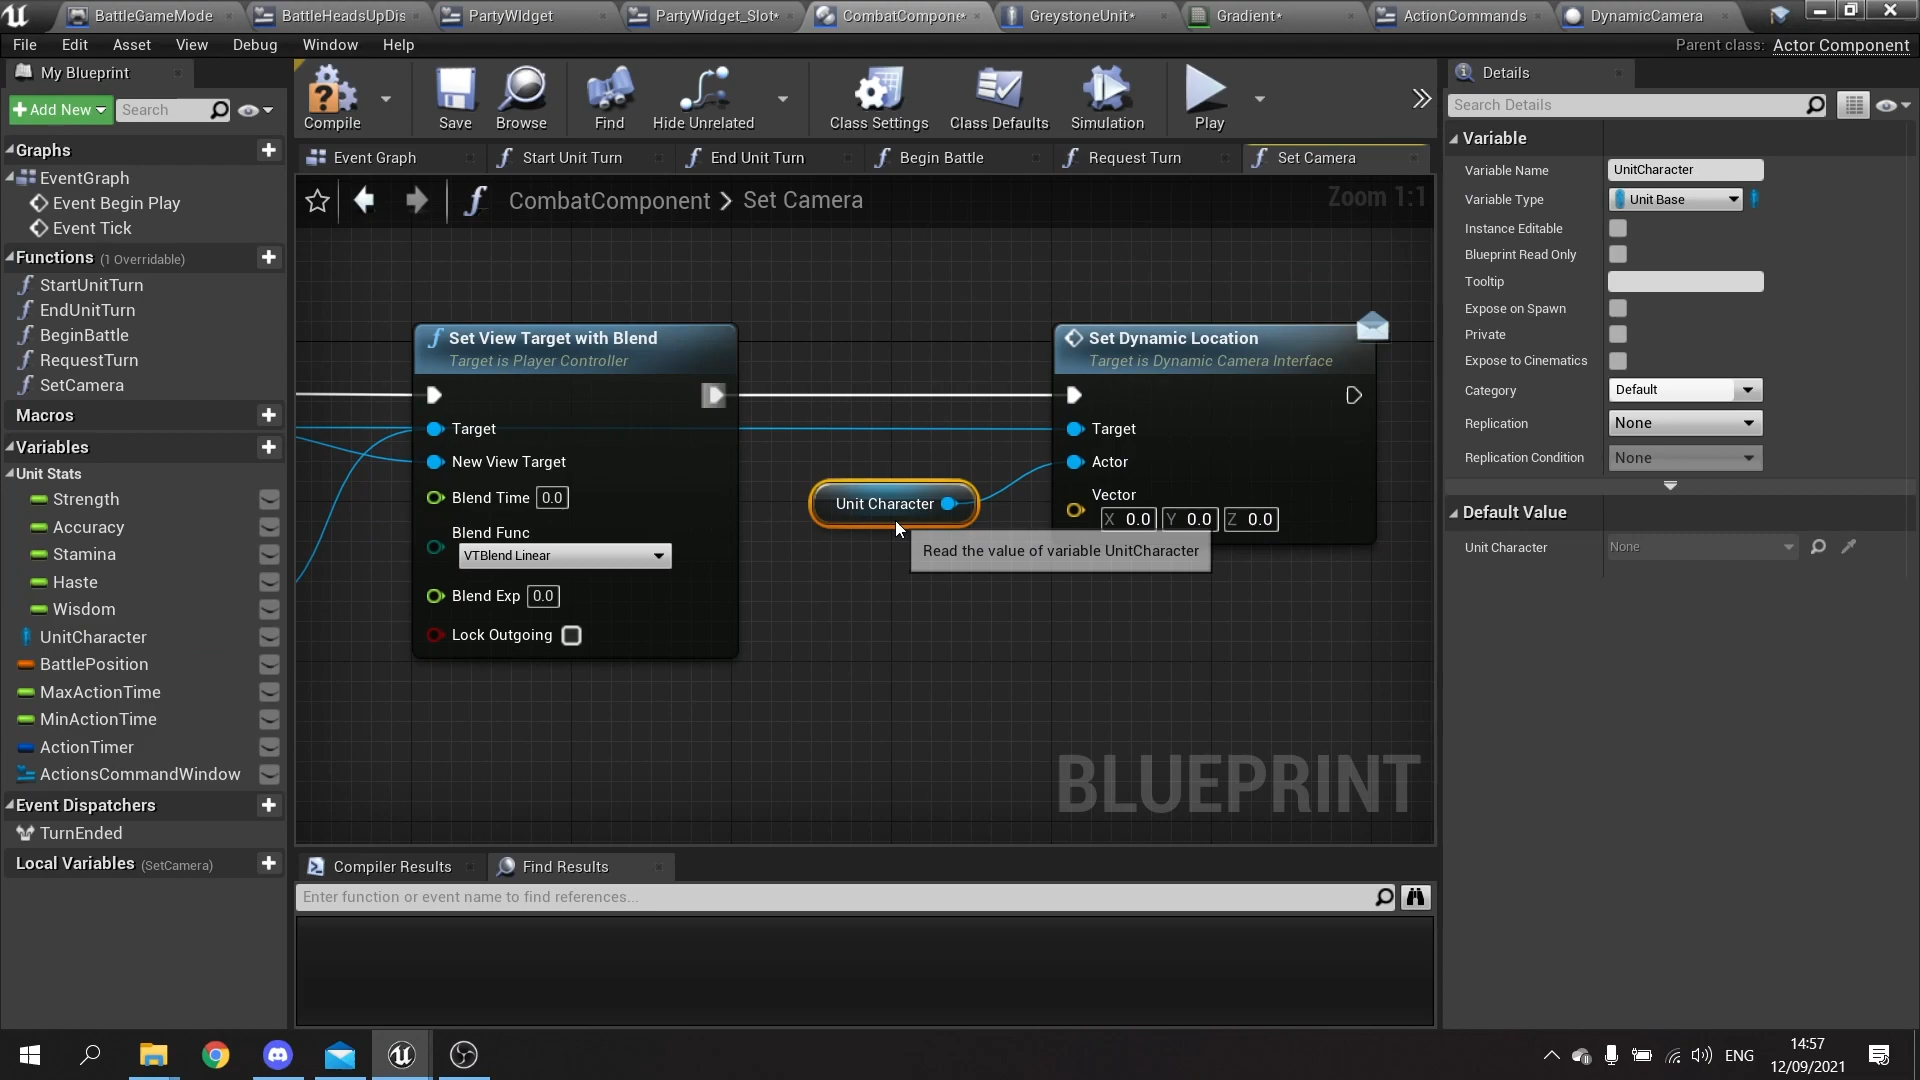 BattleGameMode
BattleHeadsUpDis
PartyWIdget
PartyWidget_Slot*
CombatCompone*
GreystoneUnit*
Gradient*
ActionCommands
DynamicCamera
File Edit Asset View Debug Window Help
Parent class: Actor Component
My Blueprint
Add New
Search
Compile
Save
Browse
Find
Hide Unrelated
Class Settings
Class Defaults
Simulation
Play
Details
Search Details
Graphs
EventGraph
Event Begin Play
Event Tick
Functions (1 Overridable)
StartUnitTurn
EndUnitTurn
BeginBattle
RequestTurn
SetCamera
Macros
Variables
Unit Stats
Strength
Accuracy
Stamina
Haste
Wisdom
UnitCharacter
BattlePosition
MaxActionTime
MinActionTime
ActionTimer
ActionsCommandWindow
Event Dispatchers
TurnEnded
Local Variables (SetCamera)
Event Graph
Start Unit Turn
End Unit Turn
Begin Battle
Request Turn
Set Camera
CombatComponent > Set Camera
Zoom 1:1
Set View Target with Blend
Target is Player Controller
Target
New View Target
Blend Time 0.0
Blend Func
VTBlend Linear
Blend Exp 0.0
Lock Outgoing
Unit Character
Read the value of variable UnitCharacter
Set Dynamic Location
Target is Dynamic Camera Interface
Target
Actor
Vector
X 0.0 Y 0.0 Z 0.0
BLUEPRINT
Compiler Results
Find Results
Enter function or event name to find references...
Variable
Variable Name UnitCharacter
Variable Type Unit Base
Instance Editable
Blueprint Read Only
Tooltip
Expose on Spawn
Private
Expose to Cinematics
Category Default
Replication None
Replication Condition None
Default Value
Unit Character None
ENG
14:57
12/09/2021